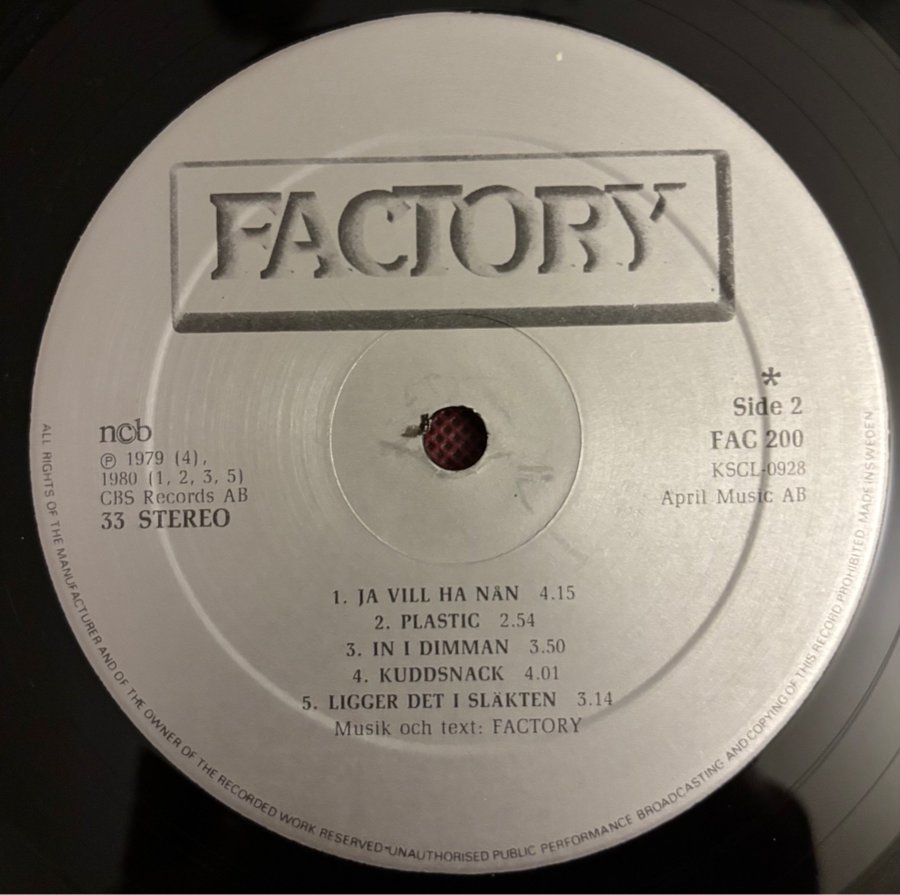 FACTORY
ncb
℗ 1979 (4),
1980 (1, 2, 3, 5)
CBS Records AB
33 STEREO
*
Side 2
FAC 200
KSCL-0928
April Music AB
1. JA VILL HA NÅN 4.15
2. PLASTIC 2.54
3. IN I DIMMAN 3.50
4. KUDDSNACK 4.01
5. LIGGER DET I SLÄKTEN 3.14
Musik och text: FACTORY
ALL RIGHTS OF THE MANUFACTURER AND OF THE OWNER OF THE RECORDED WORK RESERVED-UNAUTHORISED PUBLIC PERFORMANCE BROADCASTING AND COPYING OF THIS RECORD PROHIBITED. MADE IN SWEDEN